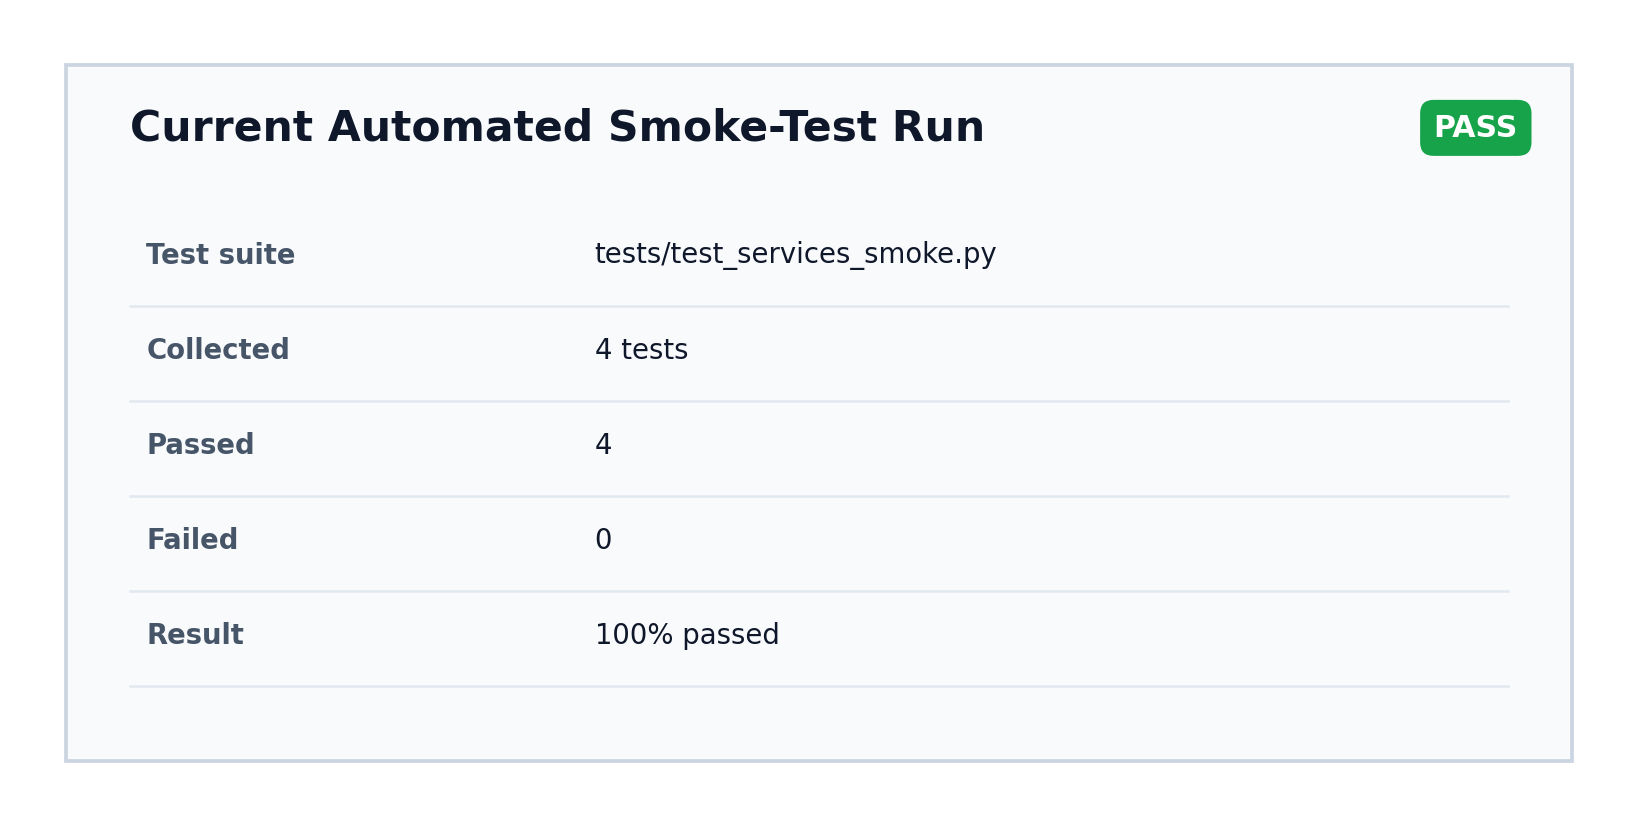 Current Automated Smoke-Test Run
PASS
Test suite tests/test_services_smoke.py
Collected 4 tests
Passed 4
Failed 0
Result 100% passed